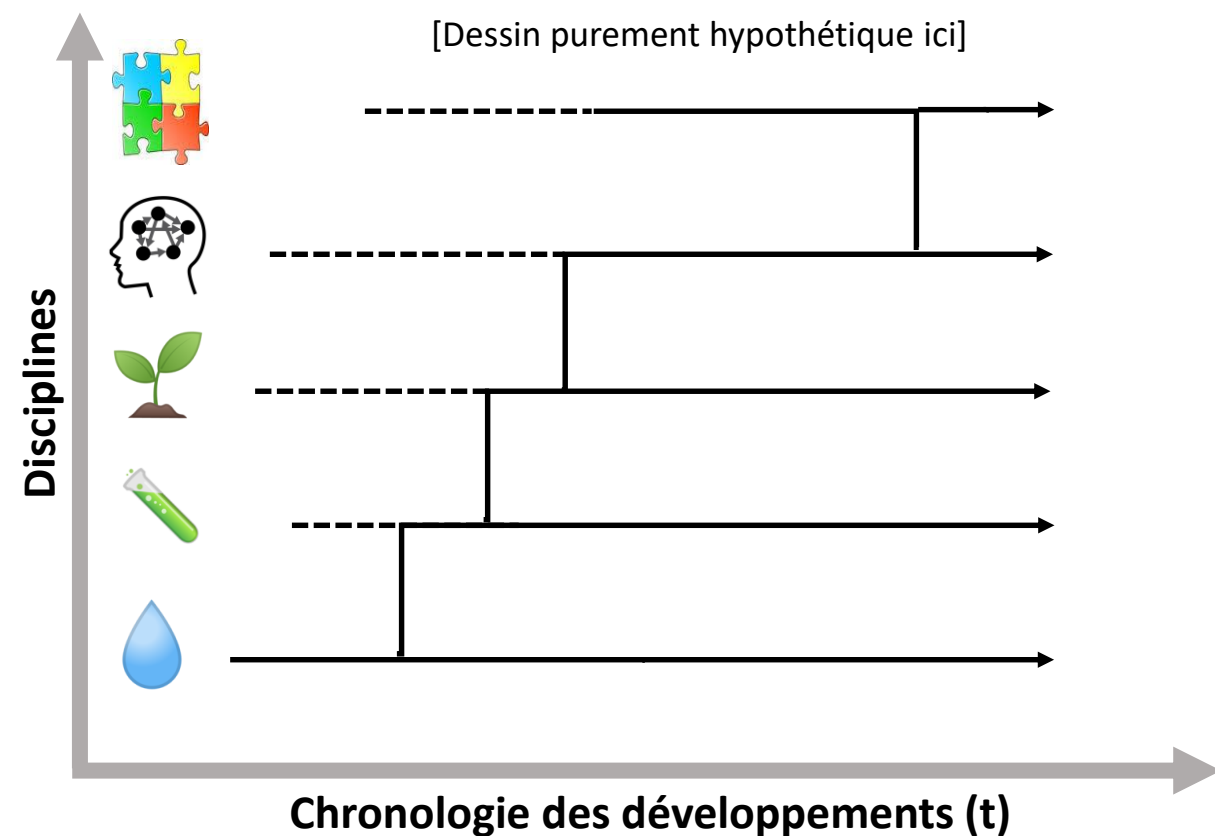 [Dessin purement hypothétique ici]
Disciplines
Chronologie des développements (t)